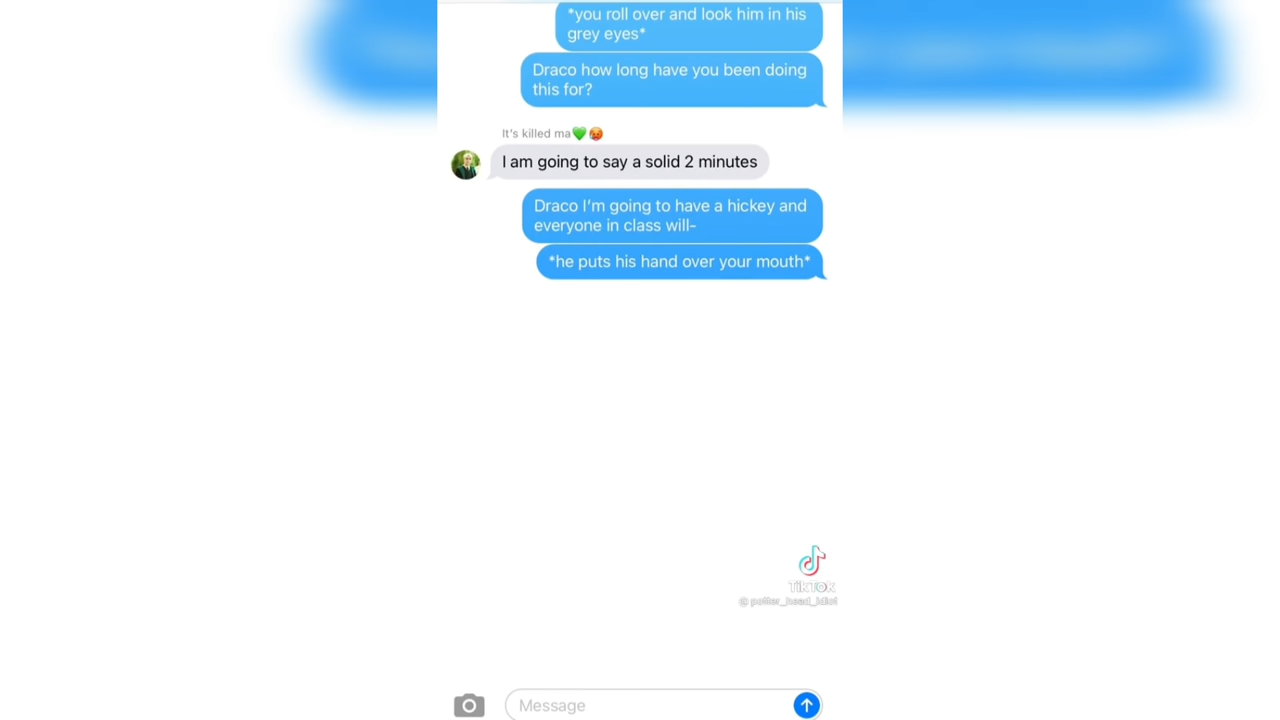 *you roll over and look him in his
grey eyes*
Draco how long have you been doing
this for?
It's killed ma💚🥵
I am going to say a solid 2 minutes
Draco I'm going to have a hickey and
everyone in class will-
*he puts his hand over your mouth*
TikTok
@potter_head_idiot
Message